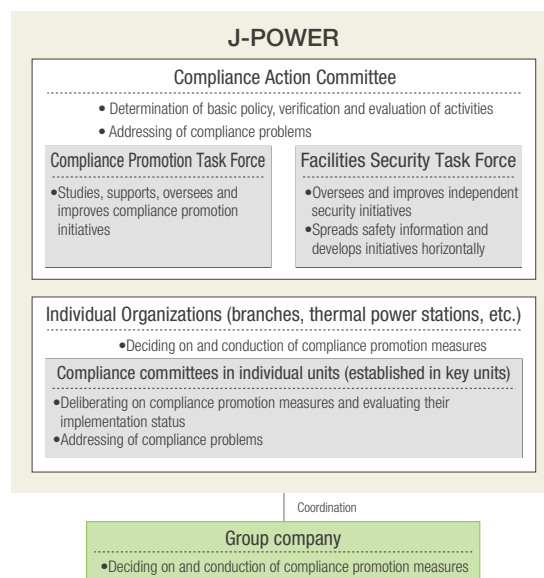 J-POWER
Compliance Action Committee
• Determination of basic policy, verification and evaluation of activities
• Addressing of compliance problems
Compliance Promotion Task Force
•Studies, supports, oversees and
improves compliance promotion
initiatives
Facilities Security Task Force
•Oversees and improves independent
security initiatives
•Spreads safety information and
develops initiatives horizontally
Individual Organizations (branches, thermal power stations, etc.)
•Deciding on and conduction of compliance promotion measures
Compliance committees in individual units (established in key units)
•Deliberating on compliance promotion measures and evaluating their
implementation status
•Addressing of compliance problems
Coordination
Group company
•Deciding on and conduction of compliance promotion measures